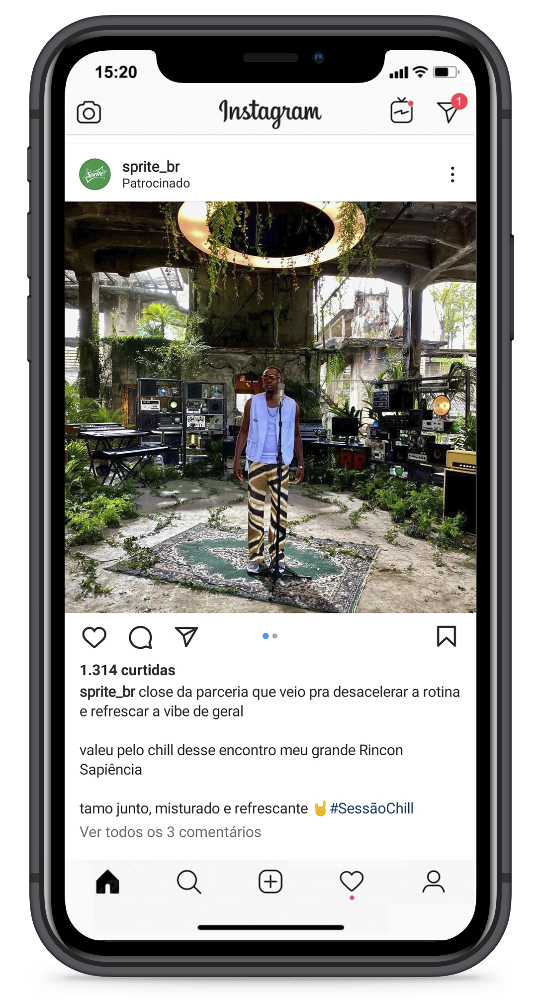 15:20
Instagram
1
Sprite
sprite_br
Patrocinado
1.314 curtidas
sprite_br close da parceria que veio pra desacelerar a rotina
e refrescar a vibe de geral
valeu pelo chill desse encontro meu grande Rincon
Sapiência
tamo junto, misturado e refrescante 🤘#SessãoChill
Ver todos os 3 comentários